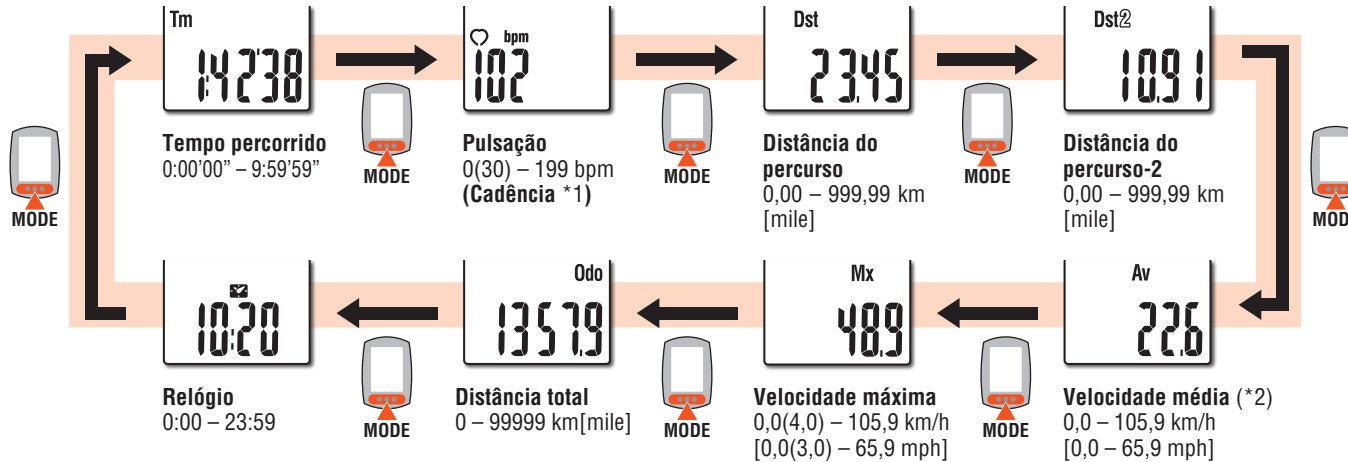 Tm
1:42'38
Tempo percorrido
0:00’00” – 9:59’59”
MODE
bpm
102
Pulsação
0(30) – 199 bpm
(Cadência *1)
MODE
Dst
23.45
Distância do
percurso
0,00 – 999,99 km
[mile]
MODE
Dst2
10.91
Distância do
percurso-2
0,00 – 999,99 km
[mile]
MODE
MOD
Relógio
10:20
0:00 – 23:59
MODE
Odo
1357.9
Distância total
0 – 99999 km[mile]
MODE
Mx
48.9
Velocidade máxima
0,0(4,0) – 105,9 km/h
[0,0(3,0) – 65,9 mph]
MODE
Av
22.6
Velocidade média (*2)
0,0 – 105,9 km/h
[0,0 – 65,9 mph]